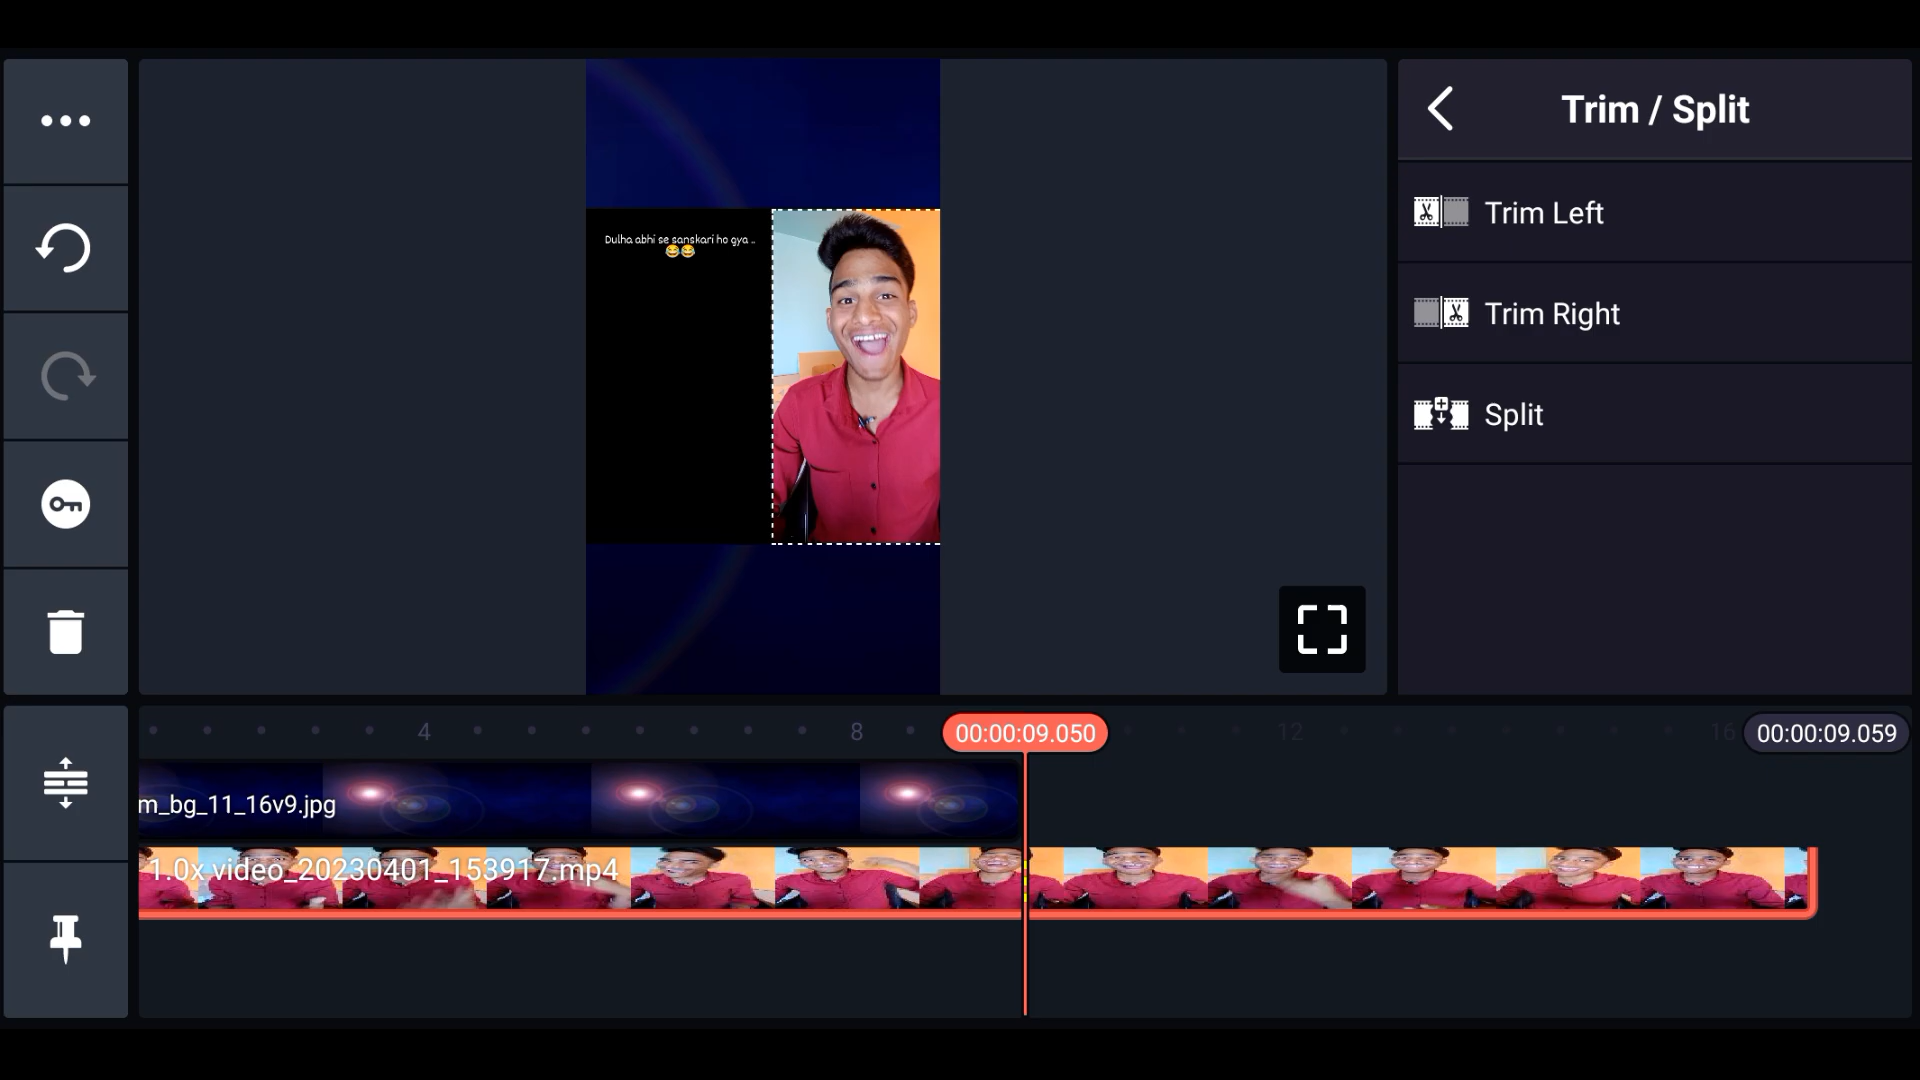 Trim / Split
Dulha abhi se sanskari ho gya ..
😂😂
Trim Left
Trim Right
Split
4
8
00:00:09.050
12
16
00:00:09.059
m_bg_11_16v9.jpg
1.0x video_20230401_153917.mp4